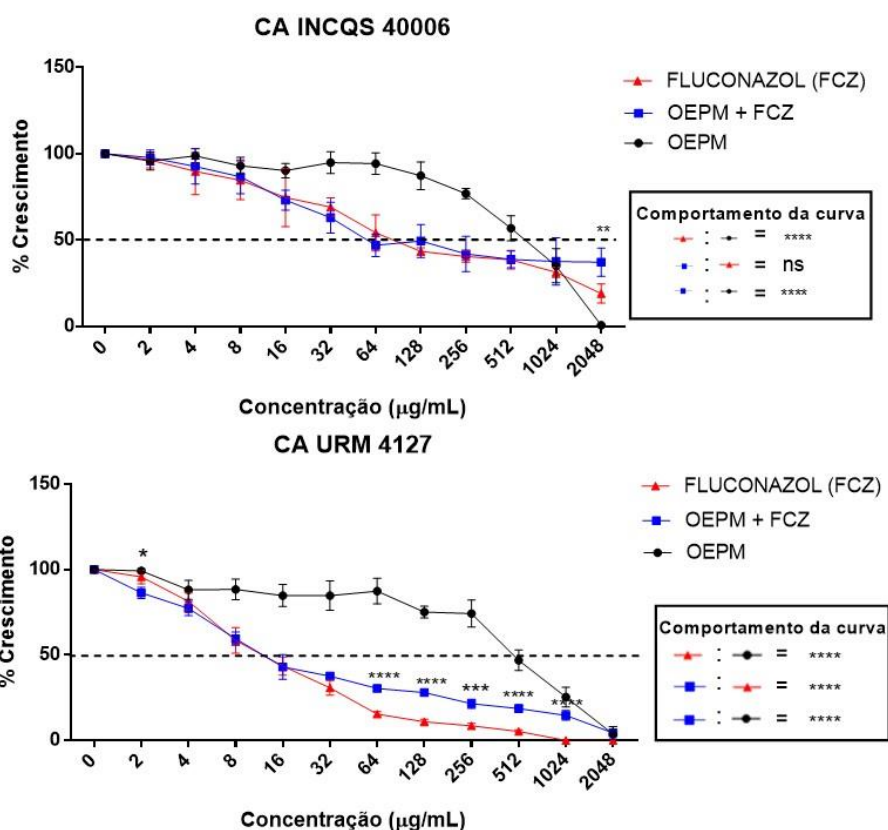 CA INCQS 40006
150
100
50
0
% Crescimento
**
0 2 4 8 16 32 64 128 256 512 1024 2048
Concentração (µg/mL)
FLUCONAZOL (FCZ)
OEPM + FCZ
OEPM
Comportamento da curva
: = ****
: = ns
: = ****
CA URM 4127
150
100
50
0
% Crescimento
*
**** **** *** **** ****
0 2 4 8 16 32 64 128 256 512 1024 2048
Concentração (µg/mL)
FLUCONAZOL (FCZ)
OEPM + FCZ
OEPM
Comportamento da curva
: = ****
: = ****
: = ****